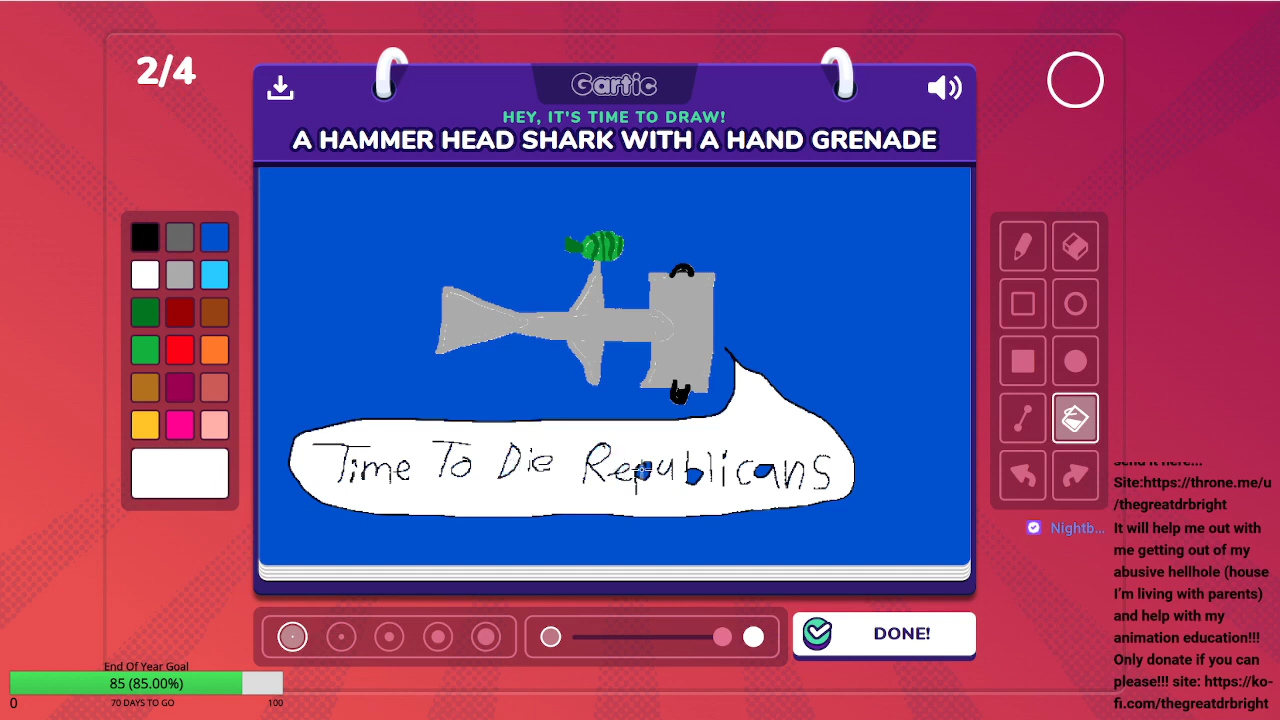 2/4
Gartic
HEY, IT'S TIME TO DRAW!
A HAMMER HEAD SHARK WITH A HAND GRENADE
Time To Die Republicans
DONE!
send it here...
Site:https://throne.me/u
/thegreatdrbright
Nightb...
It will help me out with
me getting out of my
abusive hellhole (house
I'm living with parents)
and help with my
animation education!!!
Only donate if you can
please!!! site: https://ko-
fi.com/thegreatdrbright
End Of Year Goal
85 (85.00%)
0
70 DAYS TO GO
100